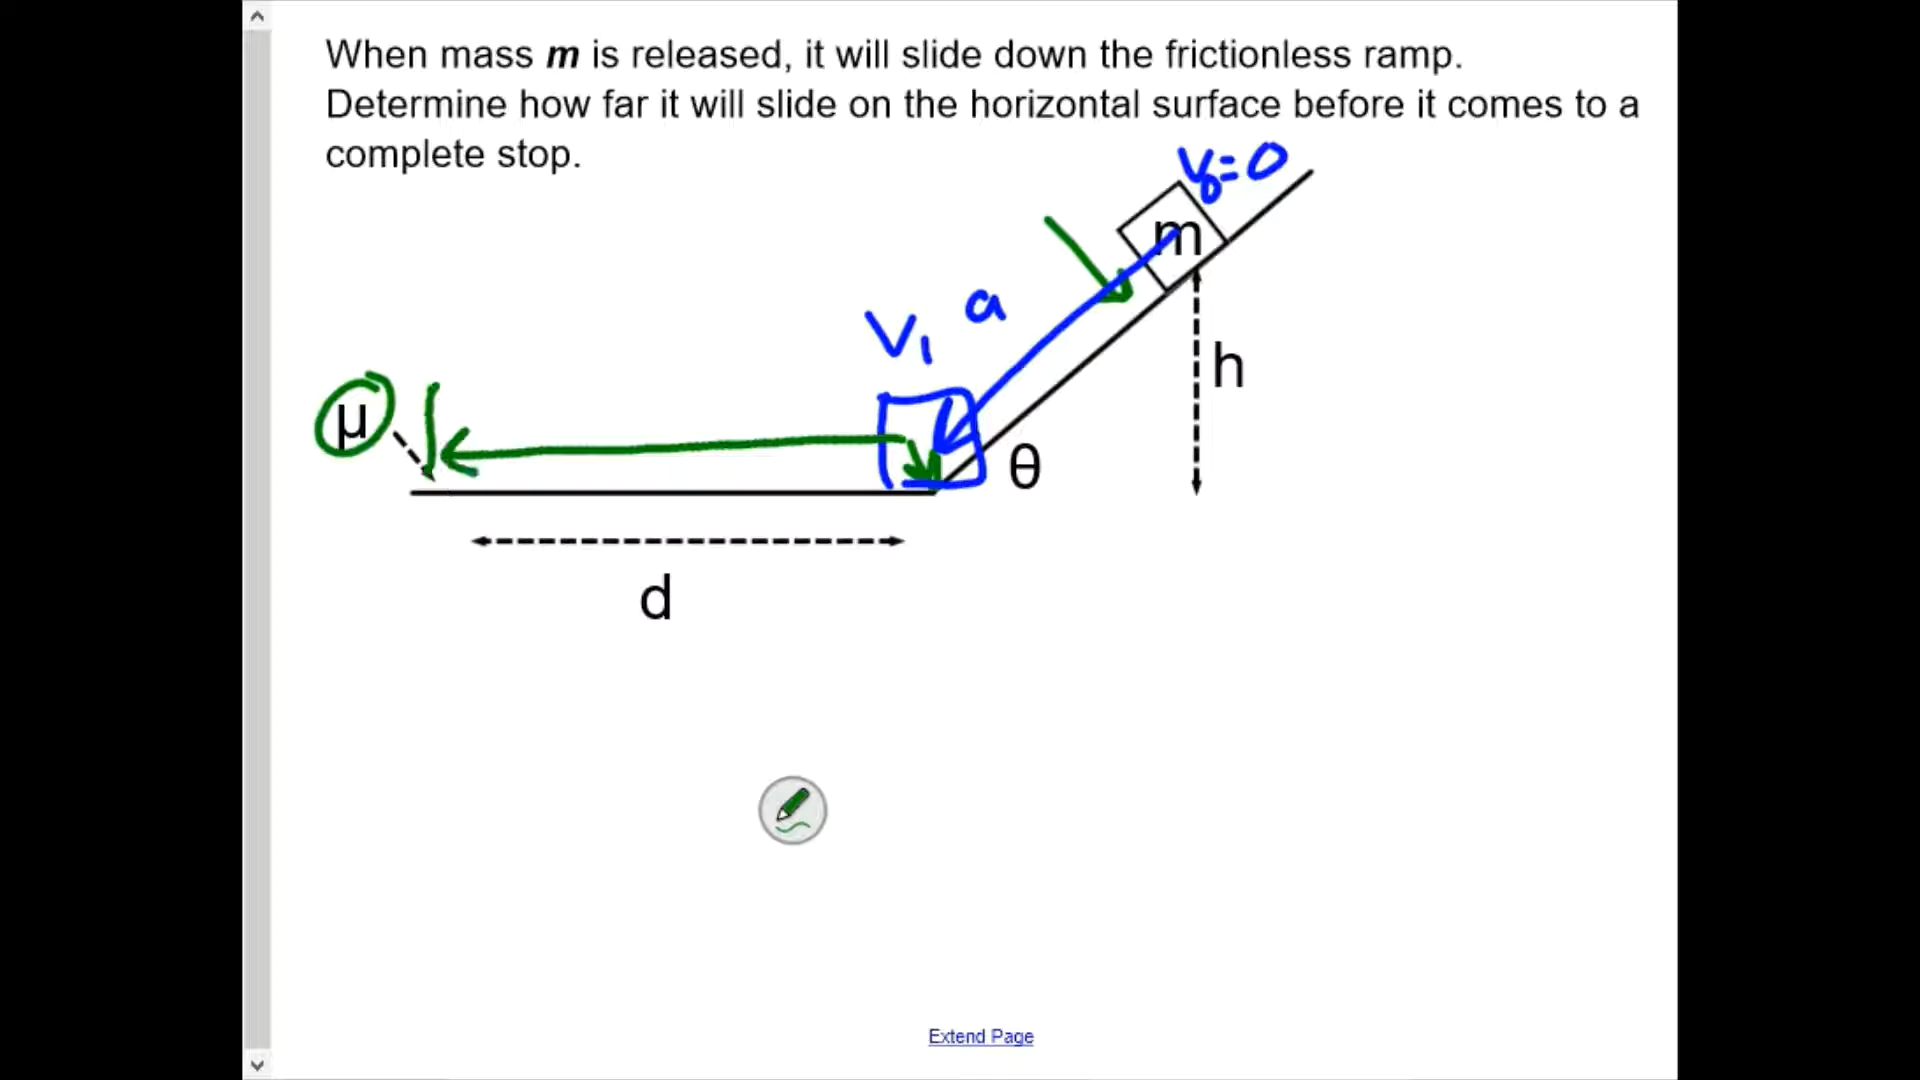 When mass m is released, it will slide down the frictionless ramp.
Determine how far it will slide on the horizontal surface before it comes to a
complete stop.
v₀=0
m
a
V₁
h
μ
θ
d
Extend Page